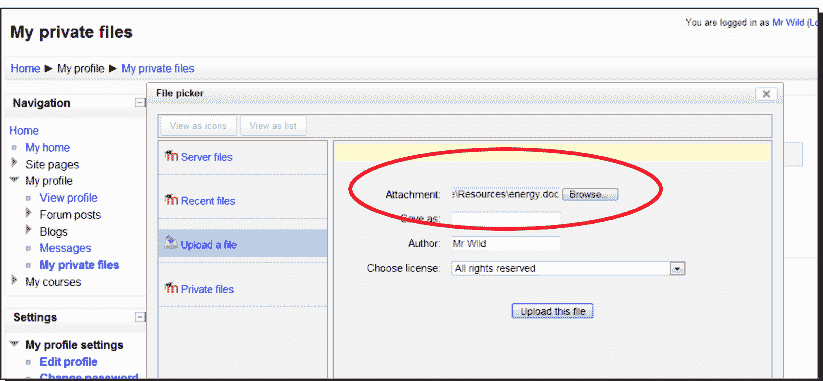 You are logged in as Mr Wild (Lo
My private files
Home ► My profile ► My private files
Navigation
Home
My home
Site pages
My profile
View profile
Forum posts
Blogs
Messages
My private files
My courses
Settings
My profile settings
Edit profile
Change password
File picker
View as icons View as list
Server files
Recent files
Upload a file
Private files
Attachment: e\Resources\energy.doc Browse...
Save as:
Author: Mr Wild
Choose license: All rights reserved
Upload this file